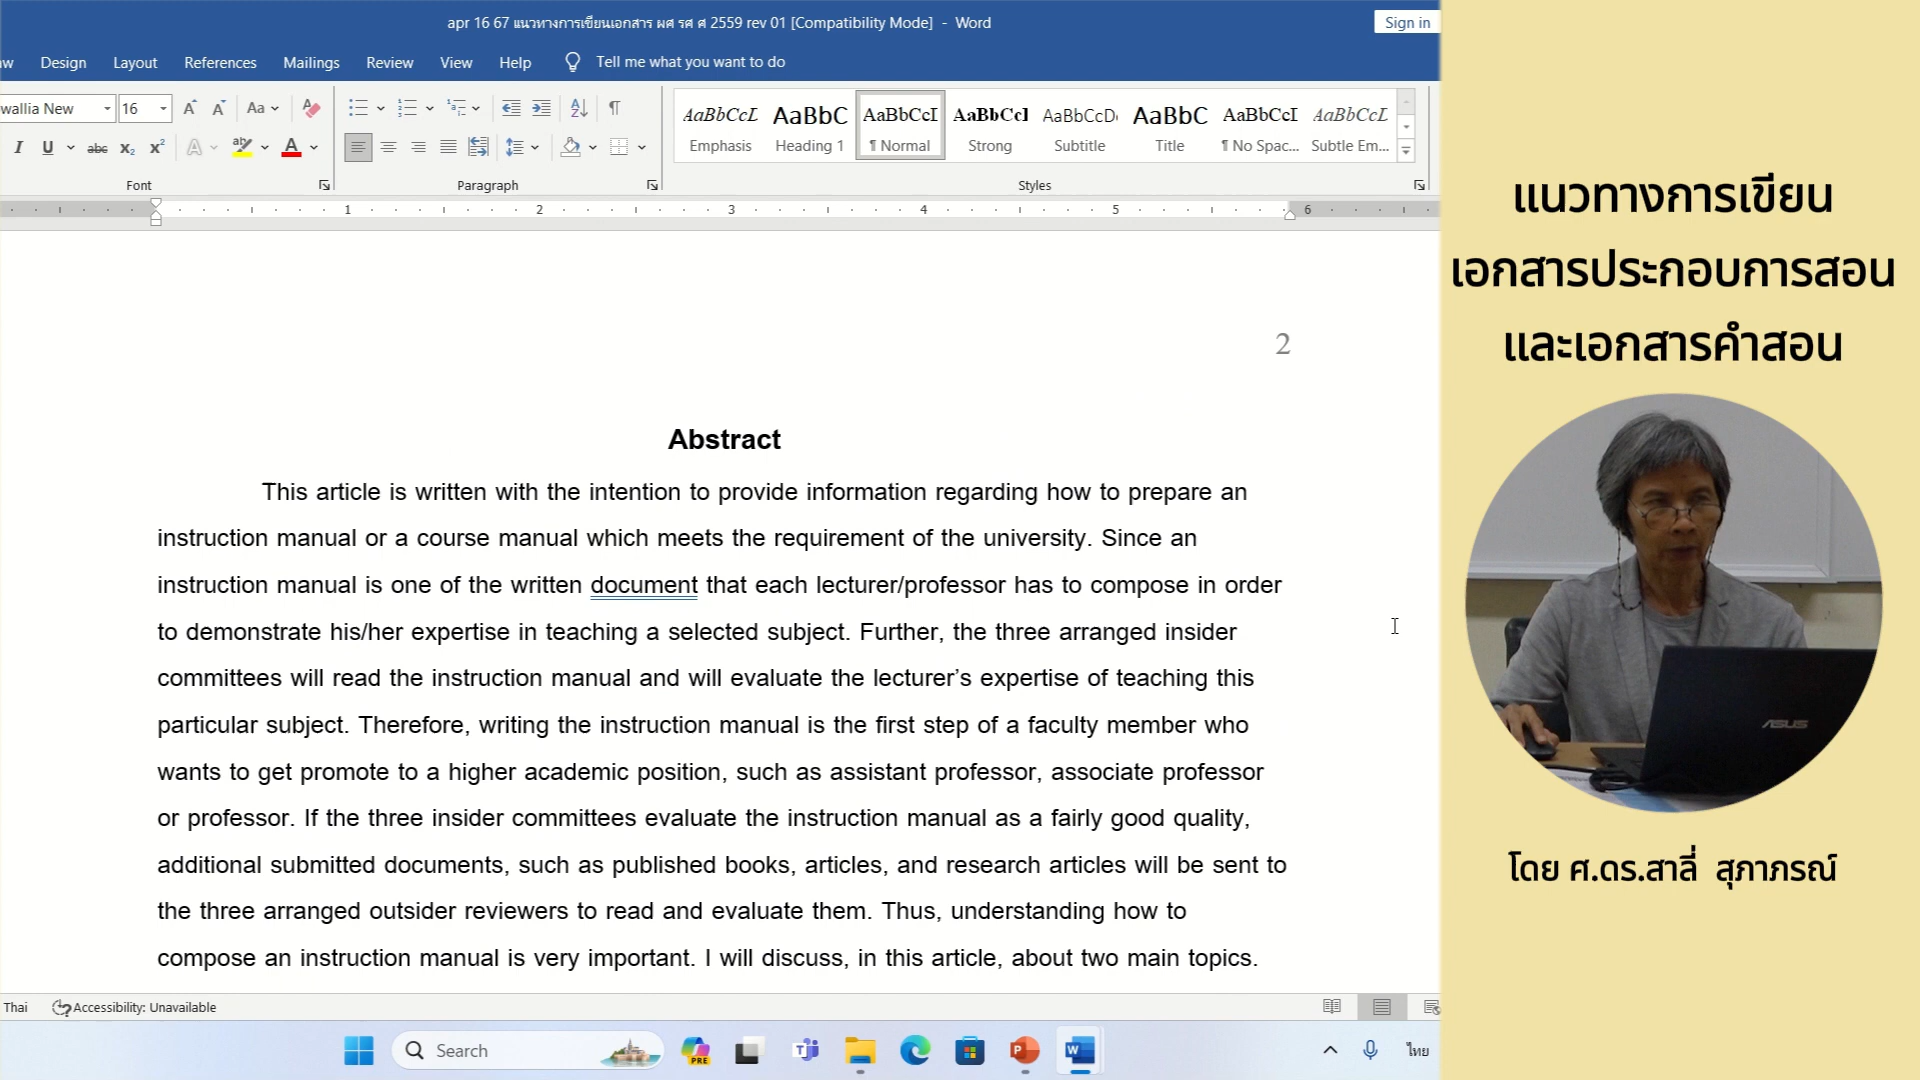 apr 16 67 แนวทางการเขียนเอกสาร ผศ รศ ศ 2559 rev 01 [Compatibility Mode] - Word
Sign in
Design Layout References Mailings Review View Help Tell me what you want to do
wallia New 16 Aa
AaBbCcL AaBbC AaBbCcI AaBbCcI AaBbCcD AaBbC AaBbCcI AaBbCcL
Emphasis Heading 1 ¶ Normal Strong Subtitle Title ¶ No Spac... Subtle Em...
Font Paragraph Styles
1 2 3 4 5 6
2
Abstract
This article is written with the intention to provide information regarding how to prepare an
instruction manual or a course manual which meets the requirement of the university. Since an
instruction manual is one of the written document that each lecturer/professor has to compose in order
to demonstrate his/her expertise in teaching a selected subject. Further, the three arranged insider
committees will read the instruction manual and will evaluate the lecturer’s expertise of teaching this
particular subject. Therefore, writing the instruction manual is the first step of a faculty member who
wants to get promote to a higher academic position, such as assistant professor, associate professor
or professor. If the three insider committees evaluate the instruction manual as a fairly good quality,
additional submitted documents, such as published books, articles, and research articles will be sent to
the three arranged outsider reviewers to read and evaluate them. Thus, understanding how to
compose an instruction manual is very important. I will discuss, in this article, about two main topics.
Thai Accessibility: Unavailable
Search
PRE
ไทย
แนวทางการเขียน
เอกสารประกอบการสอน
และเอกสารคำสอน
ASUS
โดย ศ.ดร.สาลี่ สุภาภรณ์